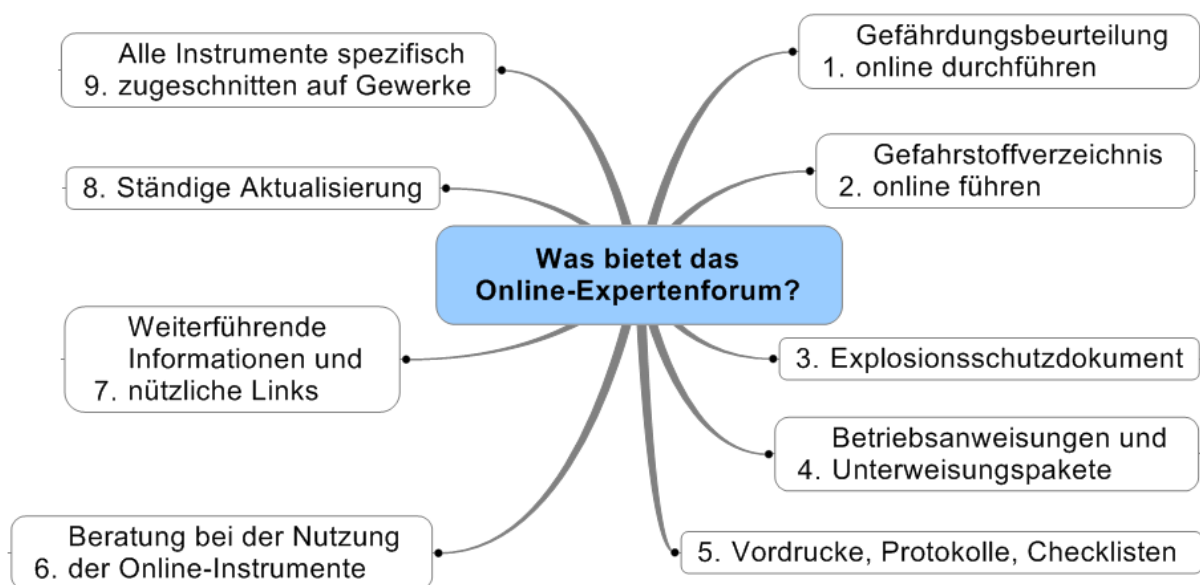 Was bietet das
Online-Expertenforum?
Gefährdungsbeurteilung
1. online durchführen
Gefahrstoffverzeichnis
2. online führen
3. Explosionsschutzdokument
Betriebsanweisungen und
4. Unterweisungspakete
5. Vordrucke, Protokolle, Checklisten
Beratung bei der Nutzung
6. der Online-Instrumente
Weiterführende
Informationen und
7. nützliche Links
8. Ständige Aktualisierung
Alle Instrumente spezifisch
9. zugeschnitten auf Gewerke